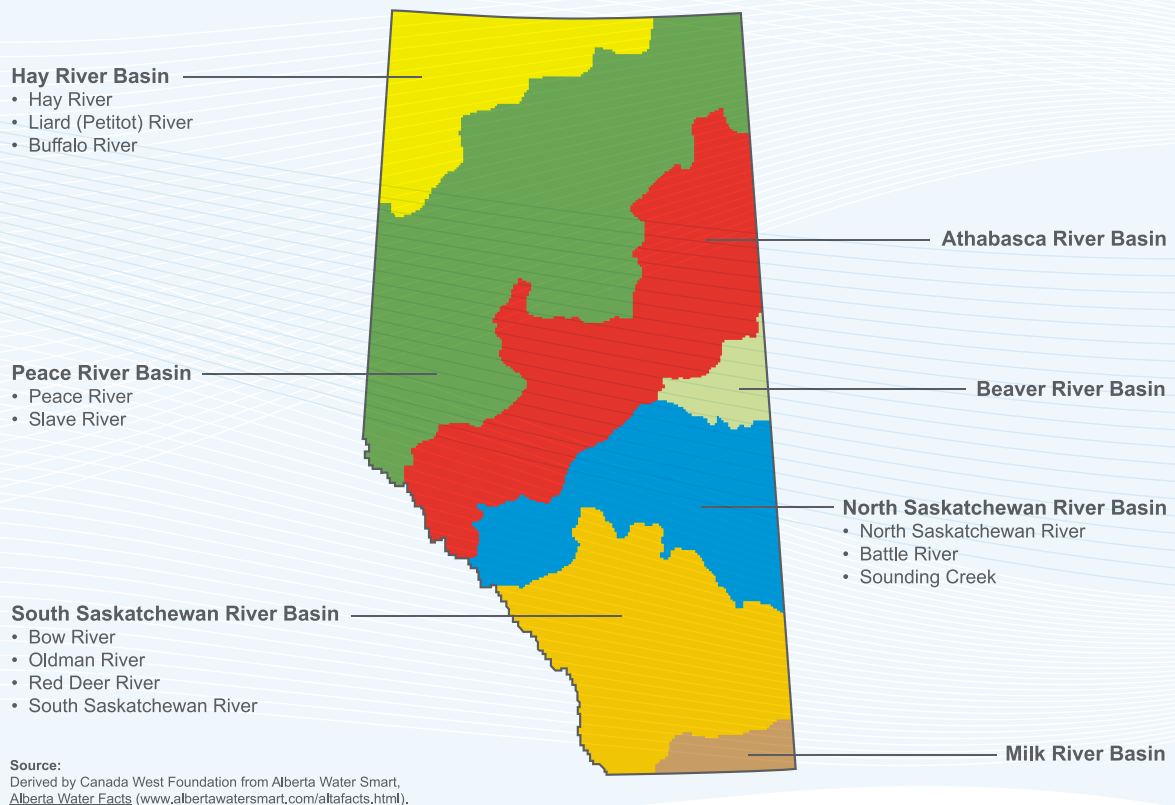 Hay River Basin
• Hay River
• Liard (Petitot) River
• Buffalo River
Athabasca River Basin
Peace River Basin
• Peace River
• Slave River
Beaver River Basin
North Saskatchewan River Basin
• North Saskatchewan River
• Battle River
• Sounding Creek
South Saskatchewan River Basin
• Bow River
• Oldman River
• Red Deer River
• South Saskatchewan River
Milk River Basin
Source:
Derived by Canada West Foundation from Alberta Water Smart,
Alberta Water Facts (www.albertawatersmart.com/altafacts.html).